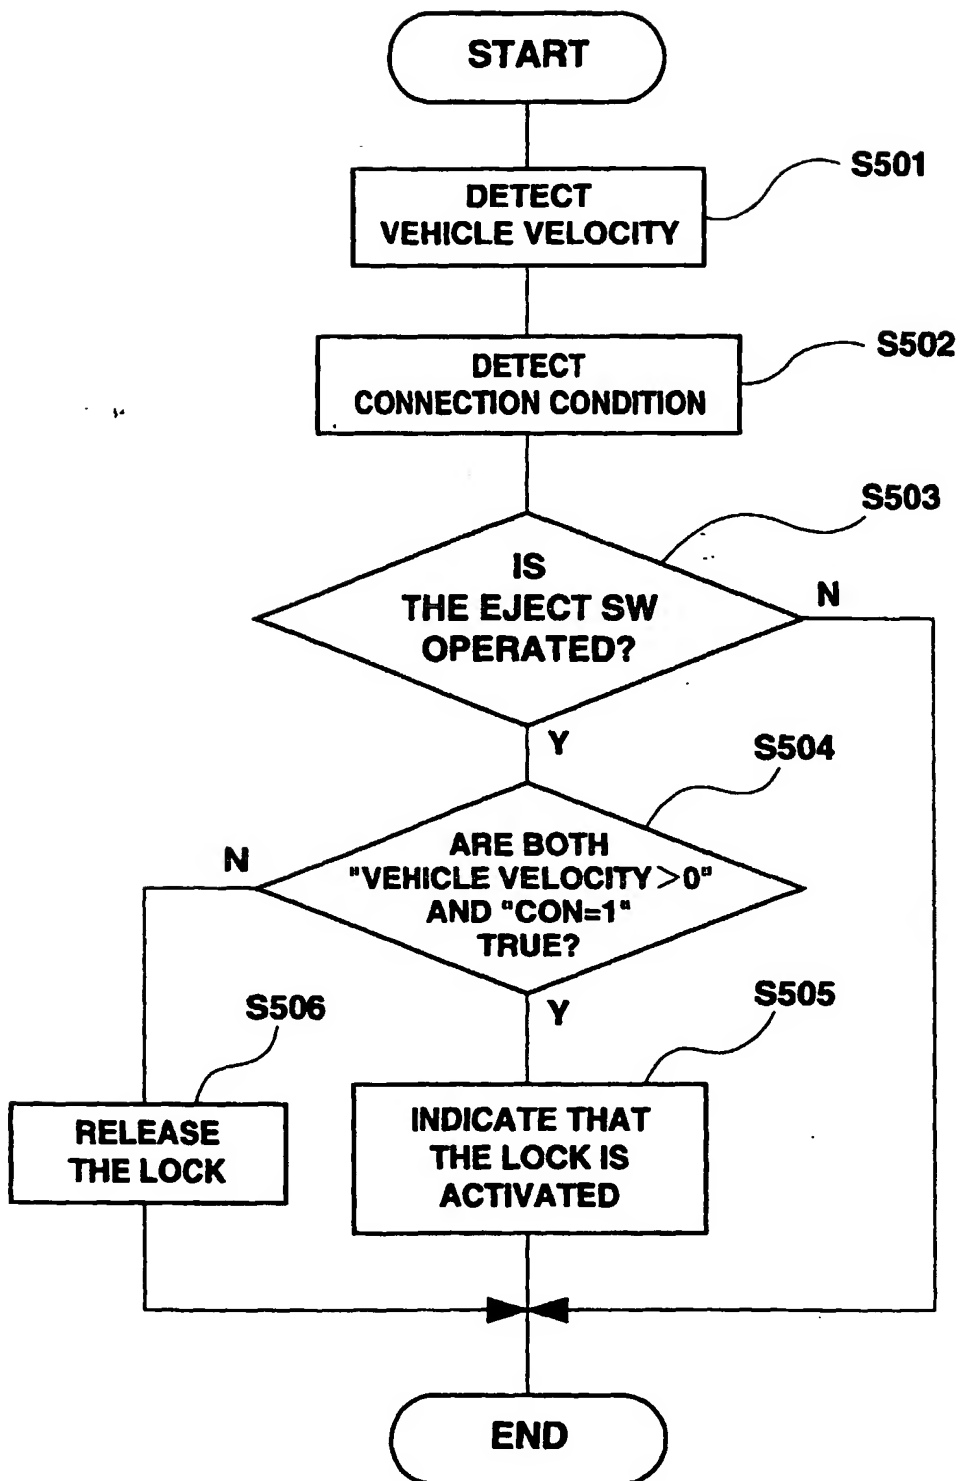 START
S501
DETECT
VEHICLE VELOCITY
S502
DETECT
CONNECTION CONDITION
S503
IS
THE EJECT SW
OPERATED?
N
Y
S504
ARE BOTH
"VEHICLE VELOCITY>0"
AND "CON=1"
TRUE?
N
Y
S506
RELEASE
THE LOCK
S505
INDICATE THAT
THE LOCK IS
ACTIVATED
END